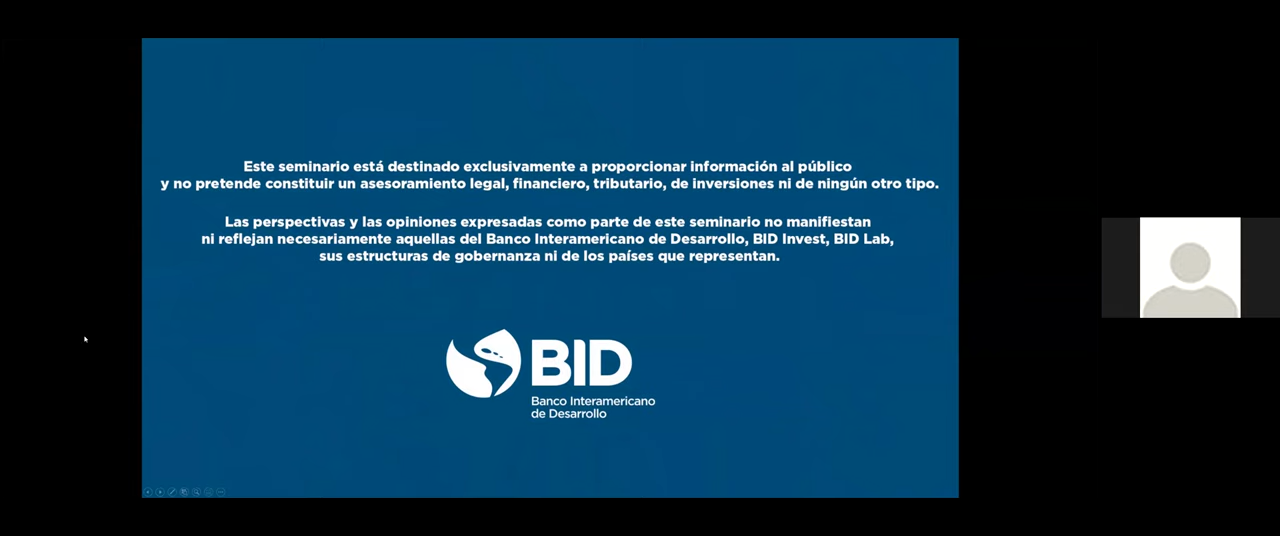 Este seminario está destinado exclusivamente a proporcionar información al público
y no pretende constituir un asesoramiento legal, financiero, tributario, de inversiones ni de ningún otro tipo.
Las perspectivas y las opiniones expresadas como parte de este seminario no manifiestan
ni reflejan necesariamente aquellas del Banco Interamericano de Desarrollo, BID Invest, BID Lab,
sus estructuras de gobernanza ni de los países que representan.
BID
Banco Interamericano
de Desarrollo